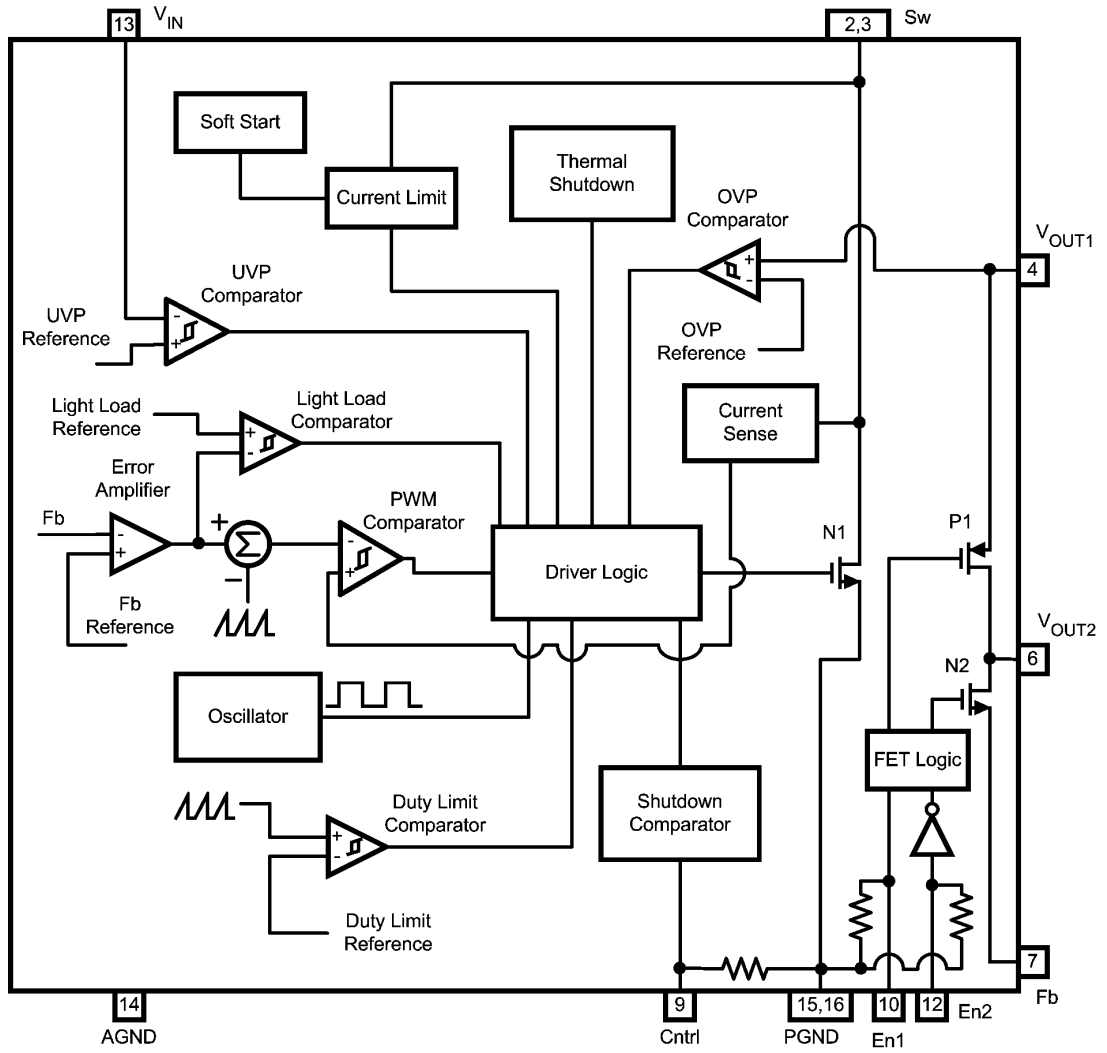 13
VIN
2,3
Sw
Soft Start
Thermal
Shutdown
Current Limit
OVP
Comparator
+
-
OVP
Reference
VOUT1
4
UVP
Comparator
UVP
Reference
-
+
Light Load
Reference
Light Load
Comparator
+
-
Current
Sense
Error
Amplifier
Fb
-
+
Fb
Reference
+
Σ
−
PWM
Comparator
-
+
Driver Logic
N1
P1
VOUT2
6
N2
Oscillator
FET Logic
Duty Limit
Comparator
+
-
Duty Limit
Reference
Shutdown
Comparator
7
Fb
14
AGND
9
Cntrl
15,16
PGND
10
En1
12
En2